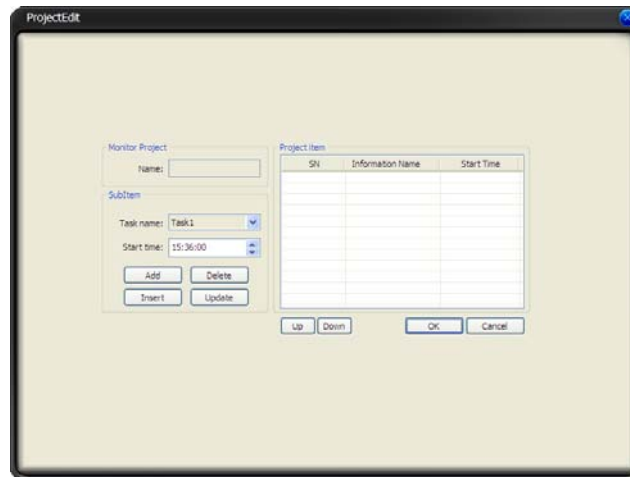 ProjectEdit
Monitor Project
Name:
SubItem
Task name: Task1
Start time: 15:36:00
Add Delete
Insert Update
Project item
SN Information Name Start Time
Up Down OK Cancel